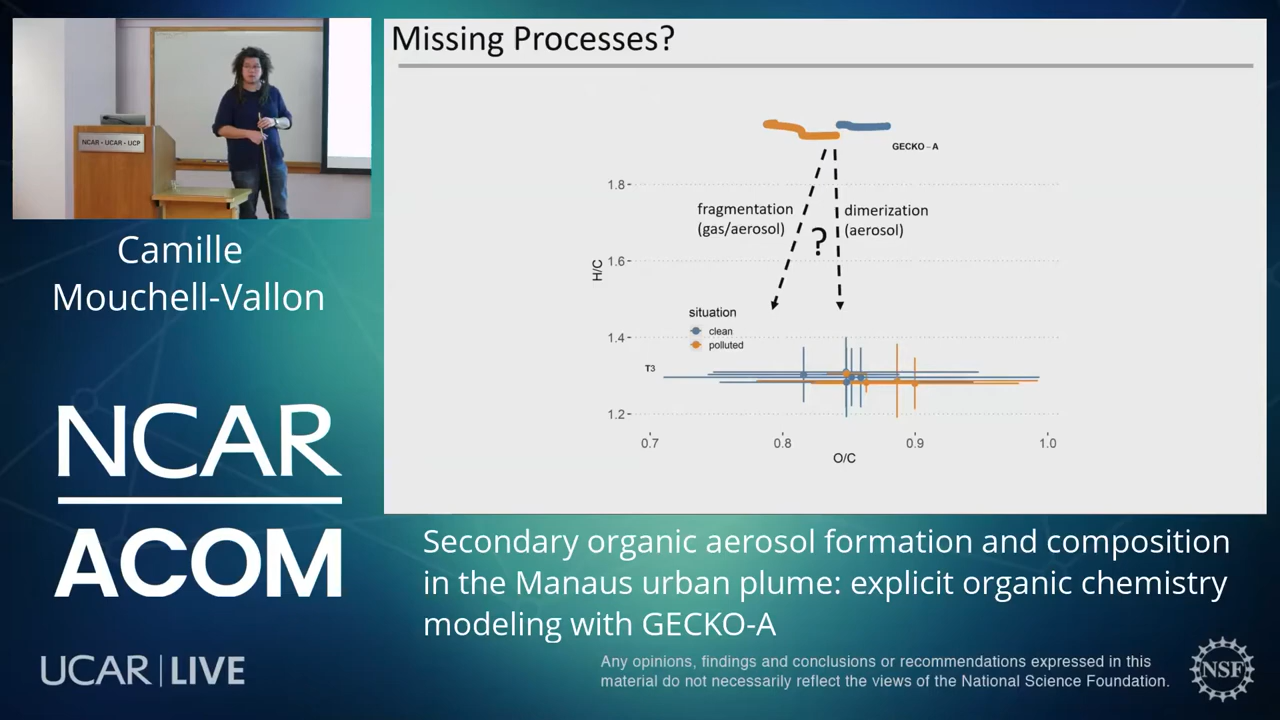 Missing Processes?
NCAR • UCAR • UCP
GECKO-A
1.8
fragmentation
(gas/aerosol)
dimerization
(aerosol)
?
1.6
H/C
situation
clean
polluted
1.4
T3
1.2
0.7
0.8
0.9
1.0
O/C
Camille
Mouchell-Vallon
NCAR
ACOM
UCAR | LIVE
Secondary organic aerosol formation and composition
in the Manaus urban plume: explicit organic chemistry
modeling with GECKO-A
Any opinions, findings and conclusions or recommendations expressed in this
material do not necessarily reflect the views of the National Science Foundation.
NSF